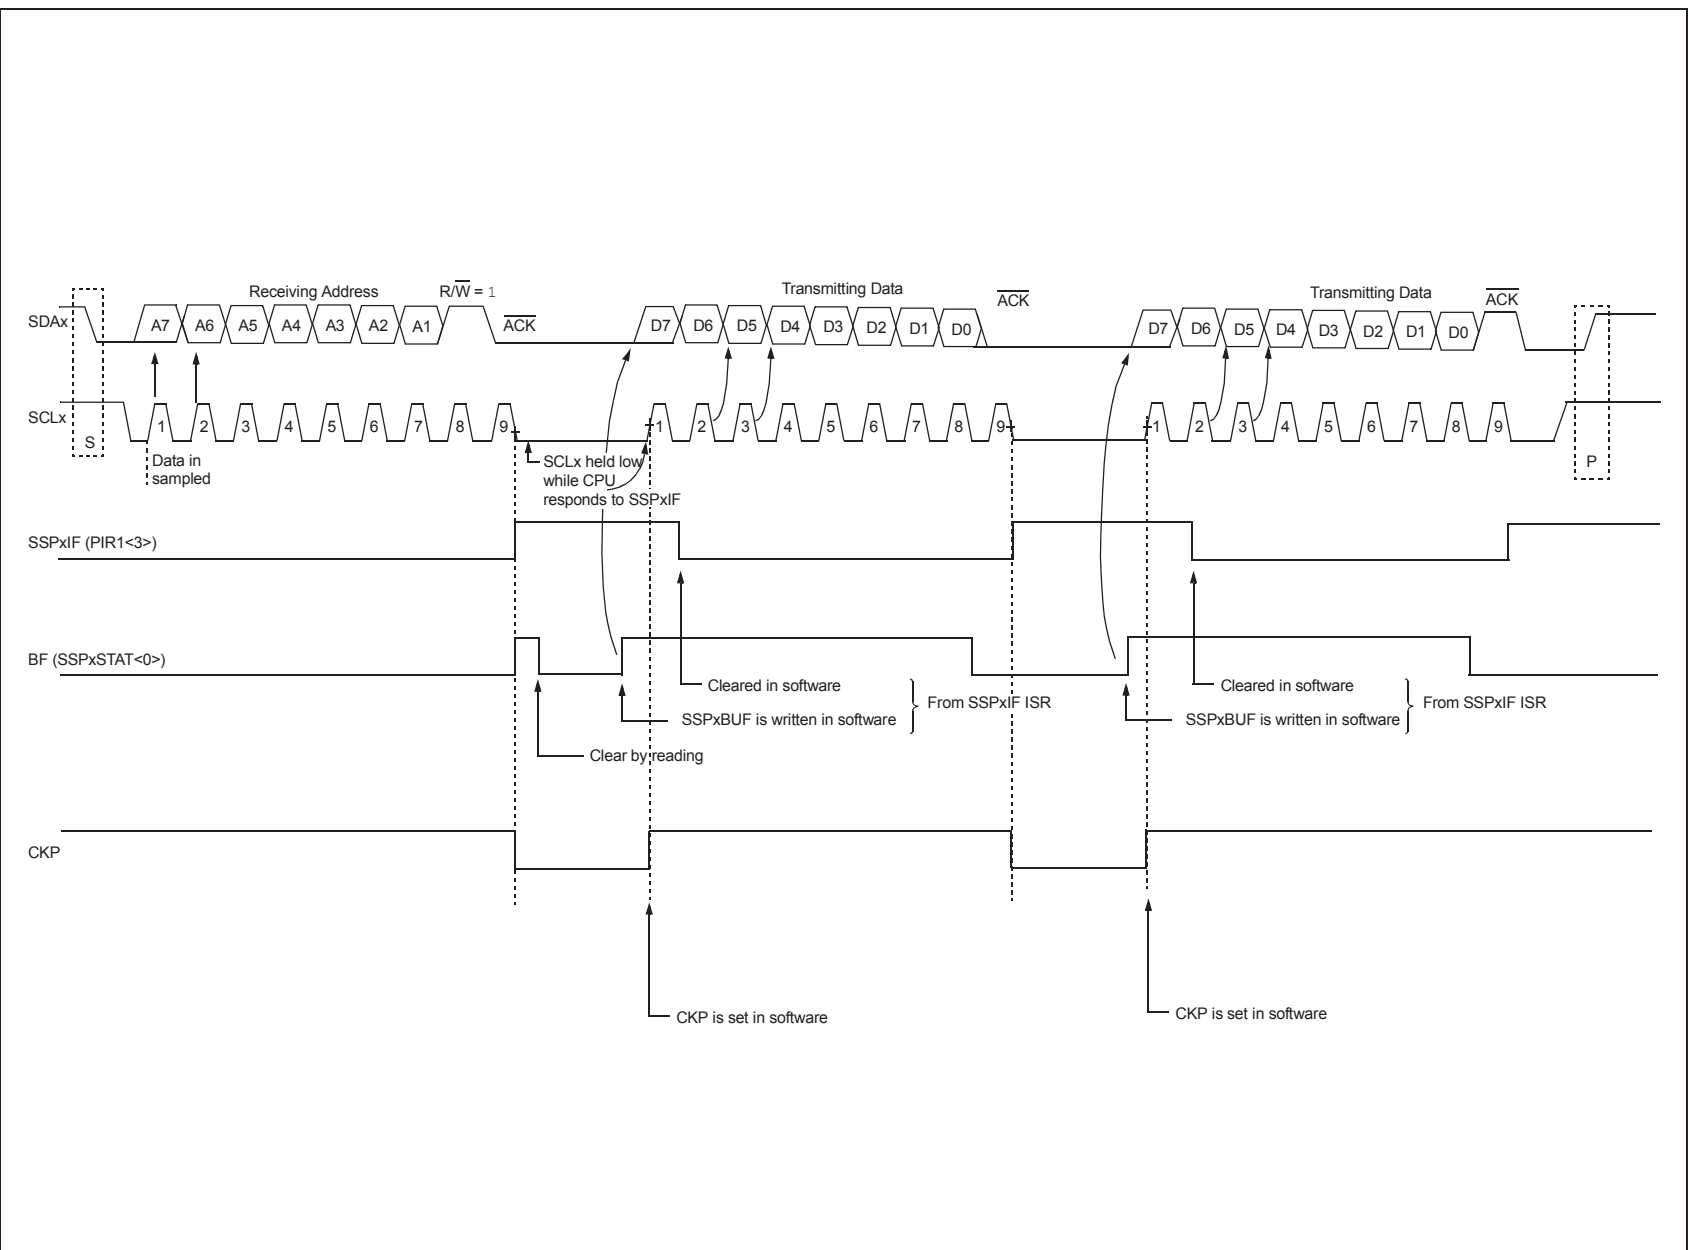 Receiving Address R/W = 1 ACK Transmitting Data ACK Transmitting Data ACK
SDAx A7 A6 A5 A4 A3 A2 A1 D7 D6 D5 D4 D3 D2 D1 D0 D7 D6 D5 D4 D3 D2 D1 D0
SCLx 1 2 3 4 5 6 7 8 9 1 2 3 4 5 6 7 8 9 1 2 3 4 5 6 7 8 9
S
P
Data in
sampled
SCLx held low
while CPU
responds to SSPxIF
SSPxIF (PIR1<3>)
BF (SSPxSTAT<0>)
Cleared in software
SSPxBUF is written in software
From SSPxIF ISR
Clear by reading
Cleared in software
SSPxBUF is written in software
From SSPxIF ISR
CKP
CKP is set in software
CKP is set in software